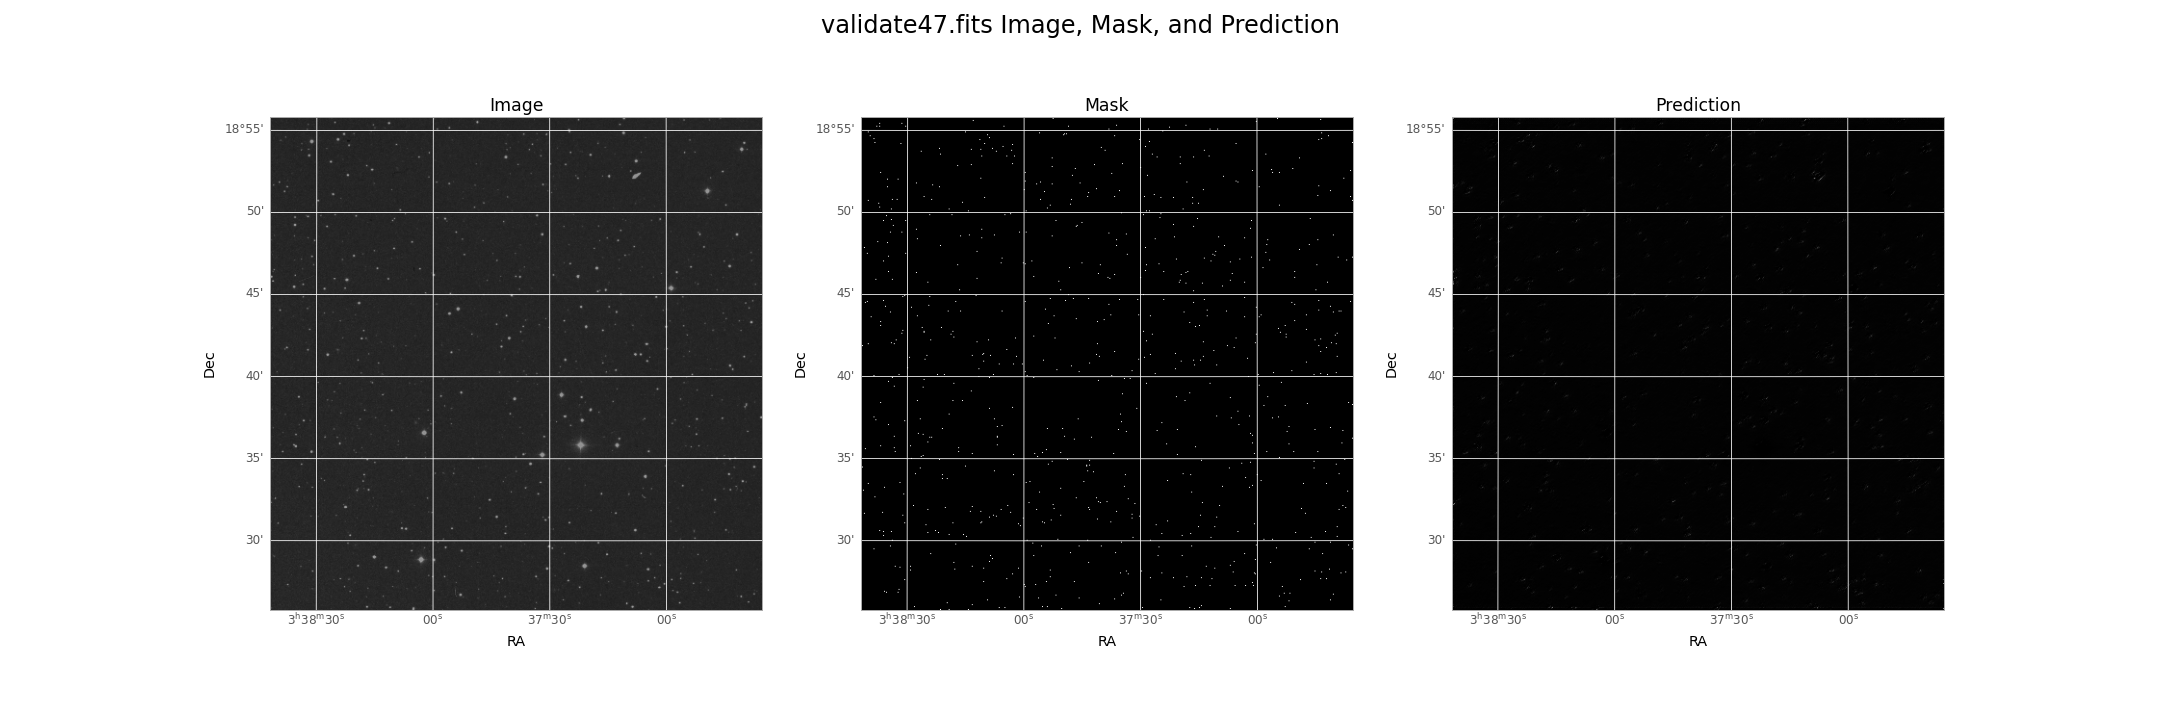 validate47.fits Image, Mask, and Prediction
Image
Mask
Prediction
18°55'
50'
45'
40'
35'
30'
Dec
3ʰ38ᵐ30ˢ
00ˢ
37ᵐ30ˢ
00ˢ
RA
18°55'
50'
45'
40'
35'
30'
Dec
3ʰ38ᵐ30ˢ
00ˢ
37ᵐ30ˢ
00ˢ
RA
18°55'
50'
45'
40'
35'
30'
Dec
3ʰ38ᵐ30ˢ
00ˢ
37ᵐ30ˢ
00ˢ
RA